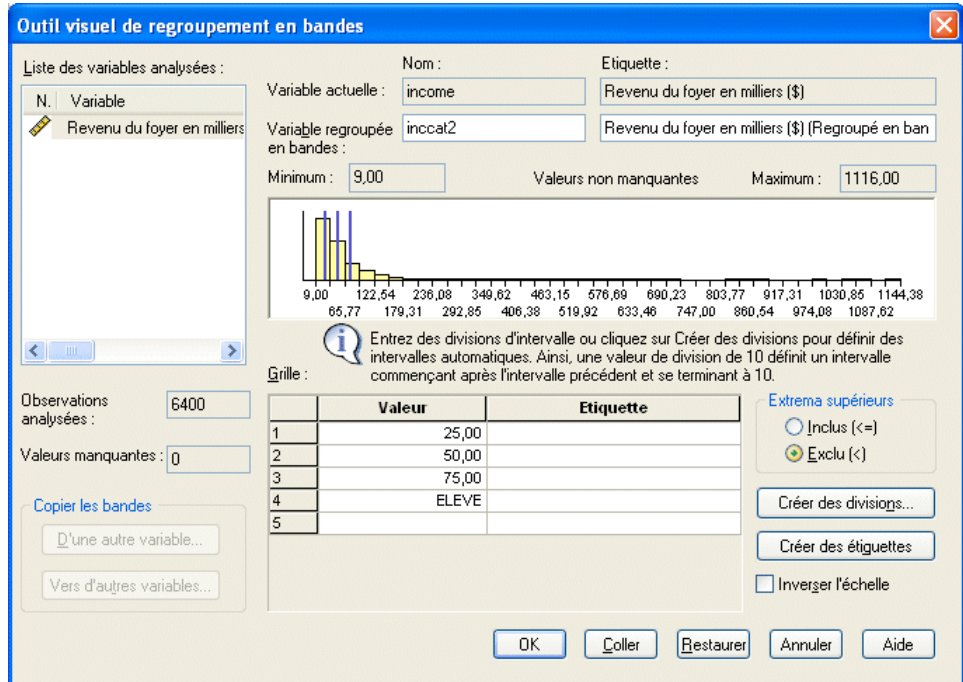 Outil visuel de regroupement en bandes
Liste des variables analysées :
N. Variable
Revenu du foyer en milliers
Nom :
Etiquette :
Variable actuelle :
income
Revenu du foyer en milliers ($)
Variable regroupée
en bandes :
inccat2
Revenu du foyer en milliers ($) (Regroupé en ban
Minimum :
9,00
Valeurs non manquantes
Maximum :
1116,00
9,00 122,54 236,08 349,62 463,15 576,69 690,23 803,77 917,31 1030,85 1144,38
65,77 179,31 292,85 406,38 519,92 633,46 747,00 860,54 974,08 1087,62
Entrez des divisions d'intervalle ou cliquez sur Créer des divisions pour définir des
intervalles automatiques. Ainsi, une valeur de division de 10 définit un intervalle
commençant après l'intervalle précédent et se terminant à 10.
Grille :
Valeur Etiquette
1 25,00
2 50,00
3 75,00
4 ELEVE
5
Observations
analysées :
6400
Valeurs manquantes :
0
Copier les bandes
D'une autre variable...
Vers d'autres variables...
Extrema supérieurs
Inclus (<=)
Exclu (<)
Créer des divisions...
Créer des étiguettes
Inverser l'échelle
OK Coller Restaurer Annuler Aide